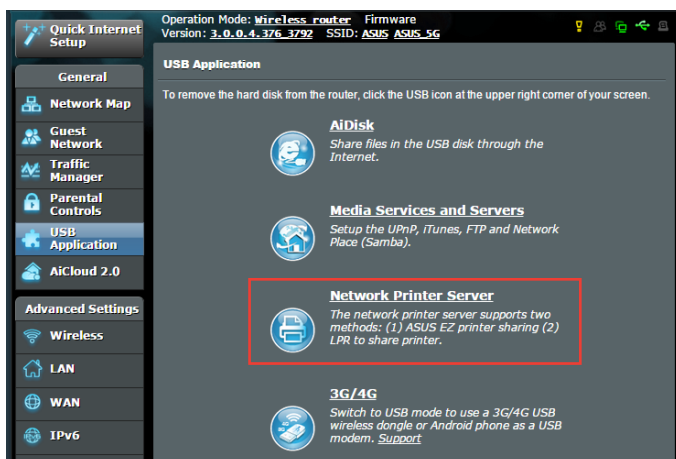 Quick Internet
Setup
Operation Mode: Wireless router Firmware
Version: 3.0.0.4.376_3792 SSID: ASUS ASUS_5G
General
Network Map
Guest
Network
Traffic
Manager
Parental
Controls
USB
Application
AiCloud 2.0
Advanced Settings
Wireless
LAN
WAN
IPv6
USB Application
To remove the hard disk from the router, click the USB icon at the upper right corner of your screen.
AiDisk
Share files in the USB disk through the
Internet.
Media Services and Servers
Setup the UPnP, iTunes, FTP and Network
Place (Samba).
Network Printer Server
The network printer server supports two
methods: (1) ASUS EZ printer sharing (2)
LPR to share printer.
3G/4G
Switch to USB mode to use a 3G/4G USB
wireless dongle or Android phone as a USB
modem. Support